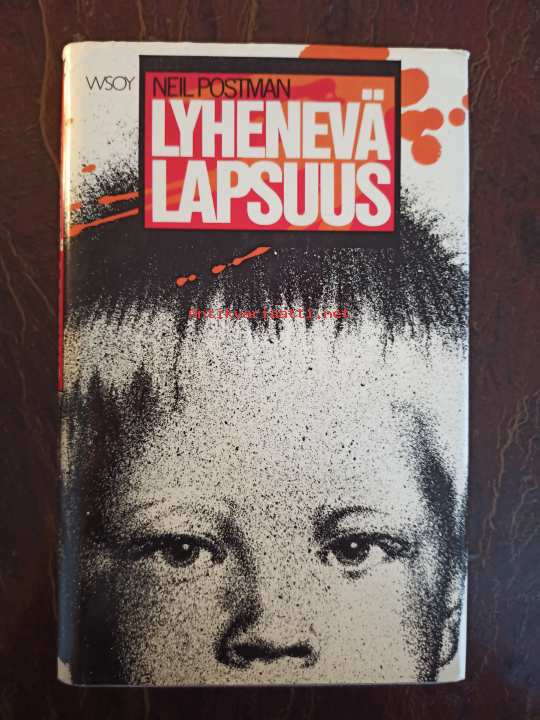 WSOY
NEIL POSTMAN
LYHENEVÄ
LAPSUUS
Antikvariaatti.net